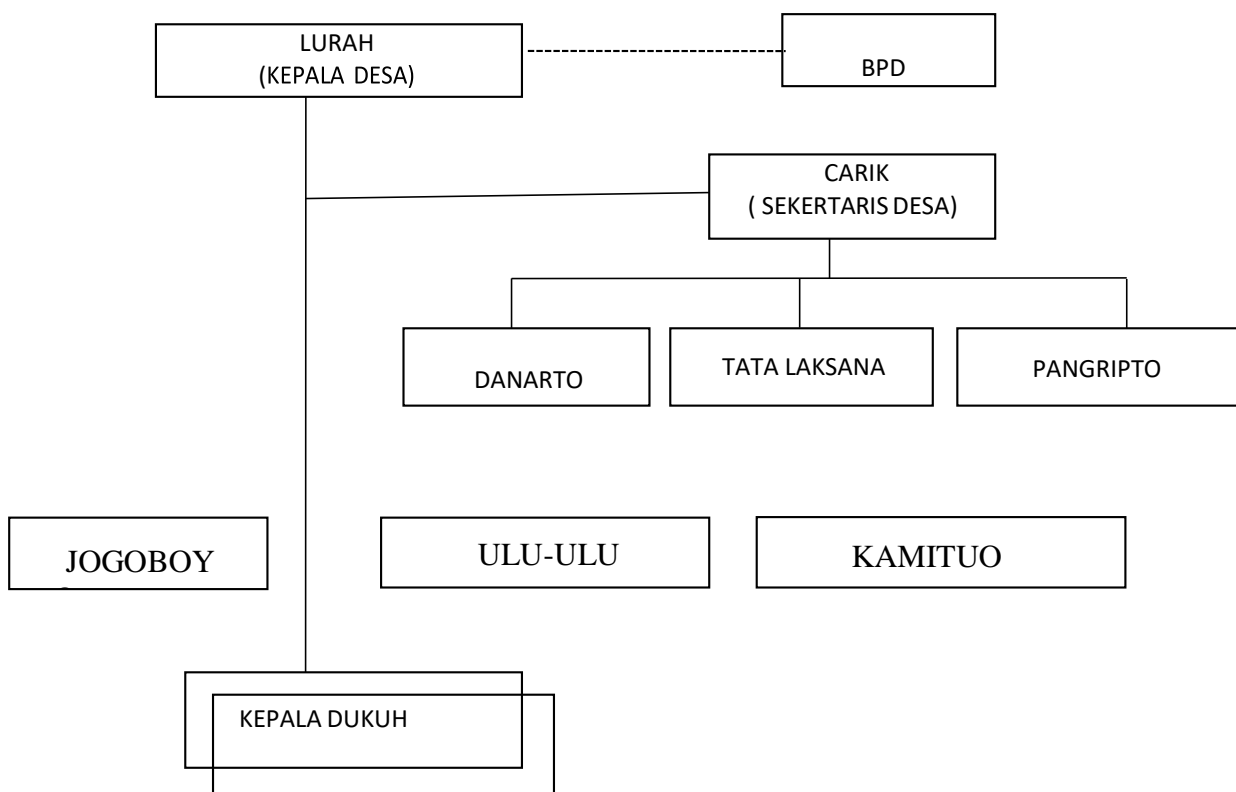 LURAH
(KEPALA DESA)
BPD
CARIK
( SEKERTARIS DESA)
DANARTO
TATA LAKSANA
PANGRIPTO
JOGOBOY
ULU-ULU
KAMITUO
KEPALA DUKUH